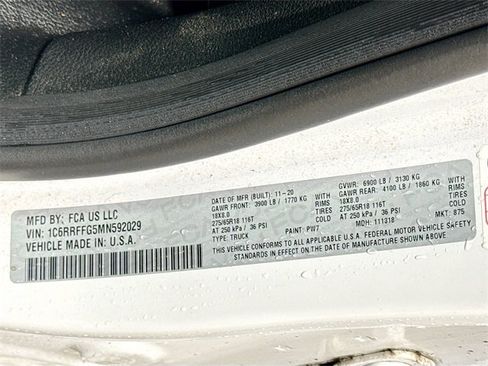 MFD BY: FCA US LLC
VIN: 1C6RRFFG5MN592029
VEHICLE MADE IN: U.S.A.
DATE OF MFR (BUILT): 11-20 GVWR: 6900 LB / 3130 KG
GAWR FRONT: 3900 LB / 1770 KG GAWR REAR: 4100 LB / 1860 KG
18X8.0 RIMS 18X8.0 RIMS
275/65R18 116T TIRES 275/65R18 116T TIRES
AT 250 kPa / 36 PSI COLD AT 250 kPa / 36 PSI COLD
TYPE: TRUCK PAINT: PW7 MDH: 111318 MKT: 875
THIS VEHICLE CONFORMS TO ALL APPLICABLE U.S.A. FEDERAL MOTOR VEHICLE SAFETY
STANDARDS IN EFFECT ON THE DATE OF MANUFACTURE SHOWN ABOVE